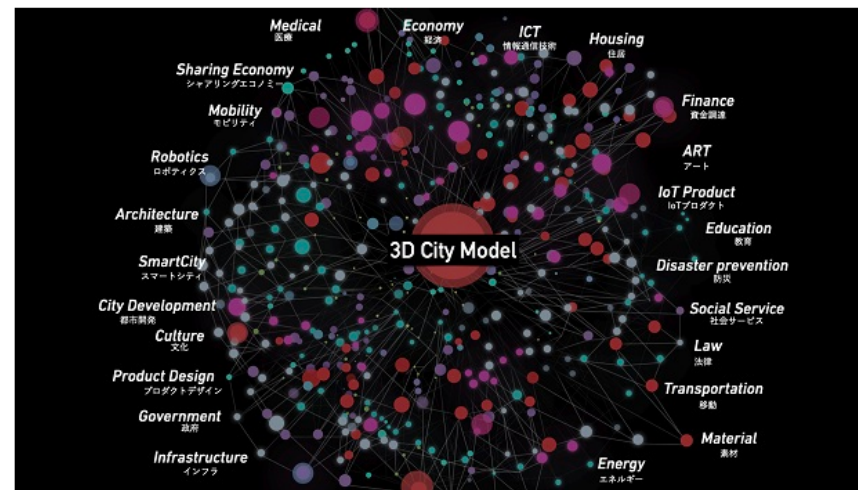 Medical
医療
Economy
経済
ICT
情報通信技術
Housing
住居
Sharing Economy
シャアリングエコノミー
Mobility
モビリティ
Finance
資金調達
Robotics
ロボティクス
ART
アート
IoT Product
IoTプロダクト
Architecture
建築
Education
教育
3D City Model
SmartCity
スマートシティ
Disaster prevention
防災
City Development
都市開発
Social Service
社会サービス
Culture
文化
Law
法律
Product Design
プロダクトデザイン
Transportation
移動
Government
政府
Material
素材
Infrastructure
インフラ
Energy
エネルギー